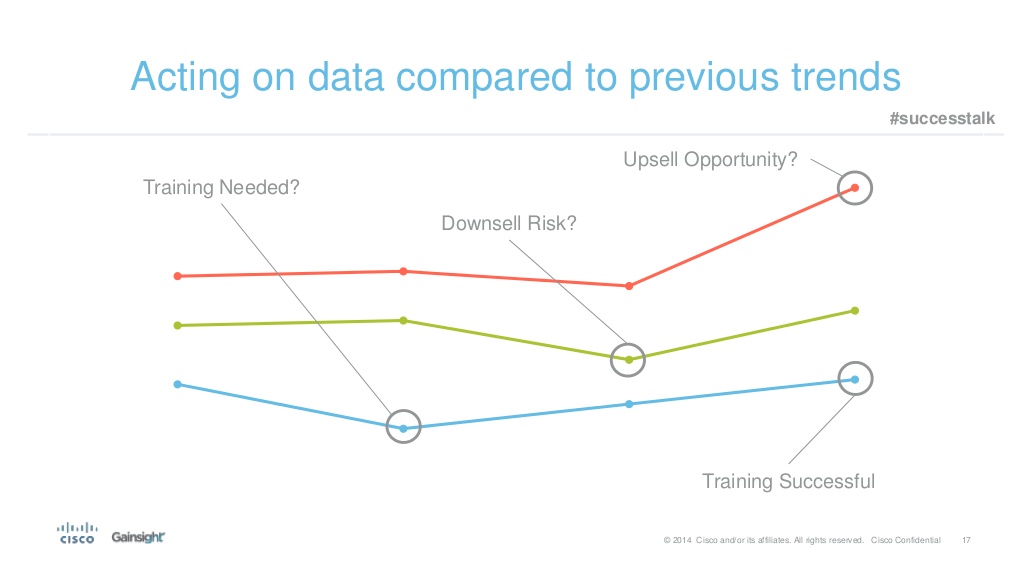 Acting on data compared to previous trends
#successtalk
Upsell Opportunity?
Training Needed?
Downsell Risk?
Training Successful
CISCO
Gainsight
© 2014 Cisco and/or its affiliates. All rights reserved. Cisco Confidential 17